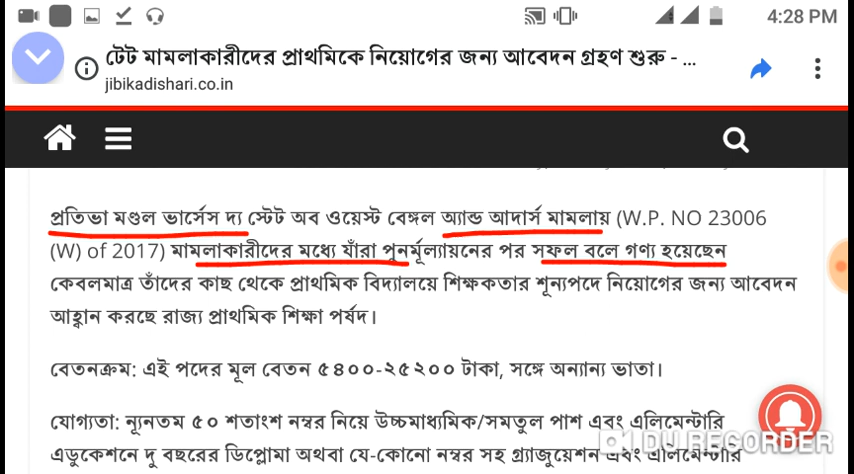 4:28 PM
টেট মামলাকারীদের প্রাথমিকে নিয়োগের জন্য আবেদন গ্রহণ শুরু - ...
jibikadishari.co.in
প্রতিভা মণ্ডল ভার্সেস দ্য স্টেট অব ওয়েস্ট বেঙ্গল অ্যান্ড আদার্স মামলায় (W.P. NO 23006
(W) of 2017) মামলাকারীদের মধ্যে যাঁরা পুনর্মূল্যায়নের পর সফল বলে গণ্য হয়েছেন
কেবলমাত্র তাঁদের কাছ থেকে প্রাথমিক বিদ্যালয়ে শিক্ষকতার শূন্যপদে নিয়োগের জন্য আবেদন
আহ্বান করছে রাজ্য প্রাথমিক শিক্ষা পর্ষদ।
বেতনক্রম: এই পদের মূল বেতন ৫৪০০-২৫২০০ টাকা, সঙ্গে অন্যান্য ভাতা।
যোগ্যতা: ন্যূনতম ৫০ শতাংশ নম্বর নিয়ে উচ্চমাধ্যমিক/সমতুল পাশ এবং এলিমেন্টারি
এডুকেশনে দু বছরের ডিপ্লোমা অথবা যে-কোনো নম্বর সহ গ্র্যাজুয়েশন এবং এলিমেন্টারি
DU RECORDER